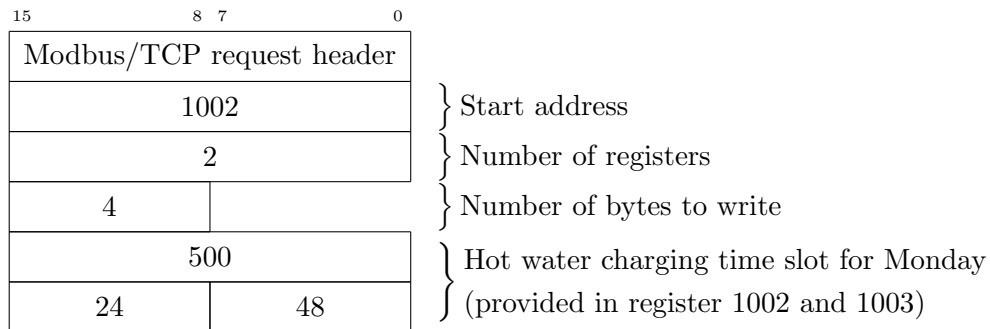 15 8 7 0
Modbus/TCP request header
1002 Start address
2 Number of registers
4 Number of bytes to write
500 Hot water charging time slot for Monday
24 48 (provided in register 1002 and 1003)